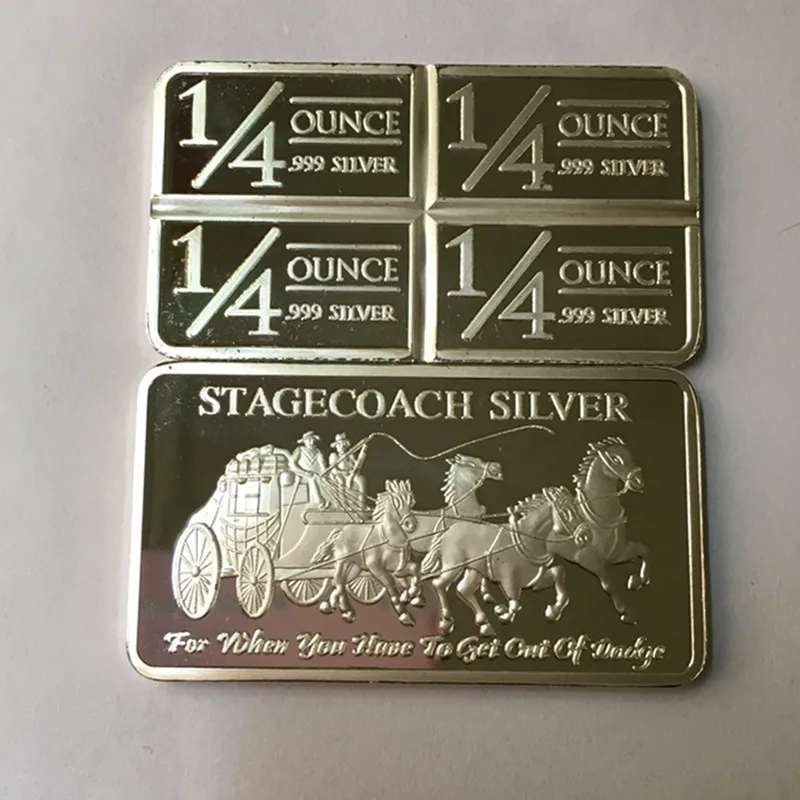 1/4 OUNCE
.999 SILVER
1/4 OUNCE
.999 SILVER
1/4 OUNCE
.999 SILVER
1/4 OUNCE
.999 SILVER
STAGECOACH SILVER
For When You Have To Get Out Of Dodge